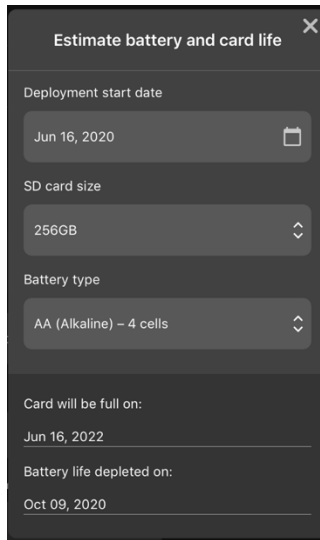 Estimate battery and card life
Deployment start date
Jun 16, 2020
SD card size
256GB
Battery type
AA (Alkaline) – 4 cells
Card will be full on:
Jun 16, 2022
Battery life depleted on:
Oct 09, 2020